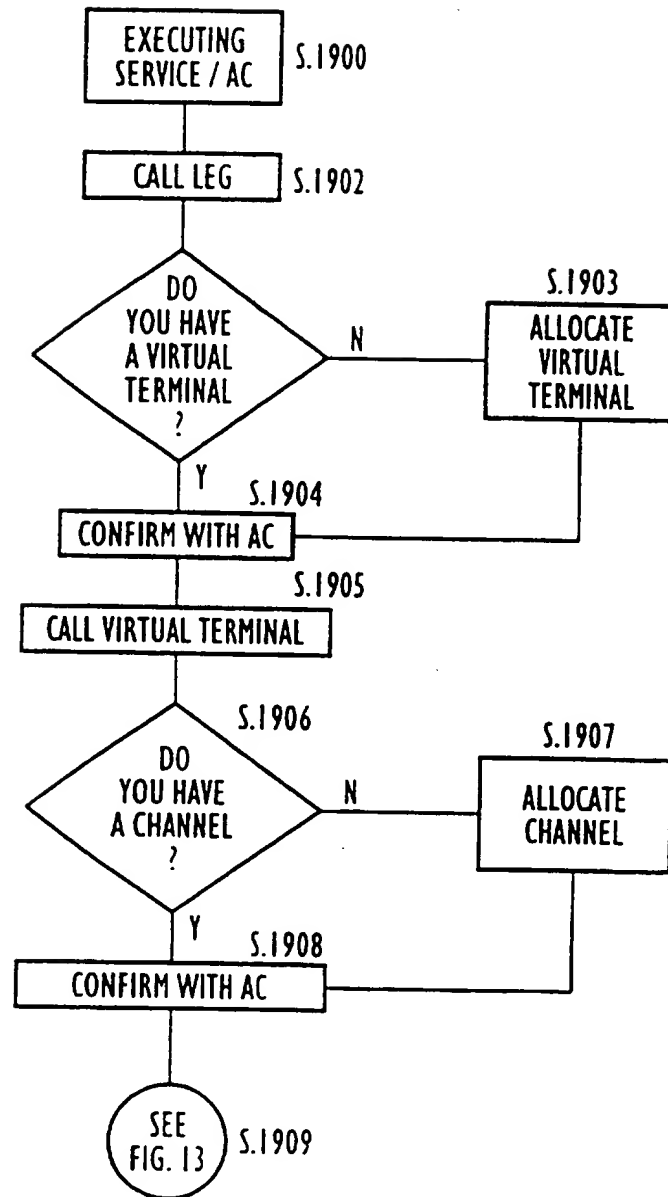 EXECUTING
SERVICE / AC
S.1900
CALL LEG
S.1902
DO
YOU HAVE
A VIRTUAL
TERMINAL
?
N
S.1903
ALLOCATE
VIRTUAL
TERMINAL
Y
S.1904
CONFIRM WITH AC
S.1905
CALL VIRTUAL TERMINAL
S.1906
DO
YOU HAVE
A CHANNEL
?
N
S.1907
ALLOCATE
CHANNEL
Y
S.1908
CONFIRM WITH AC
SEE
FIG. 13
S.1909